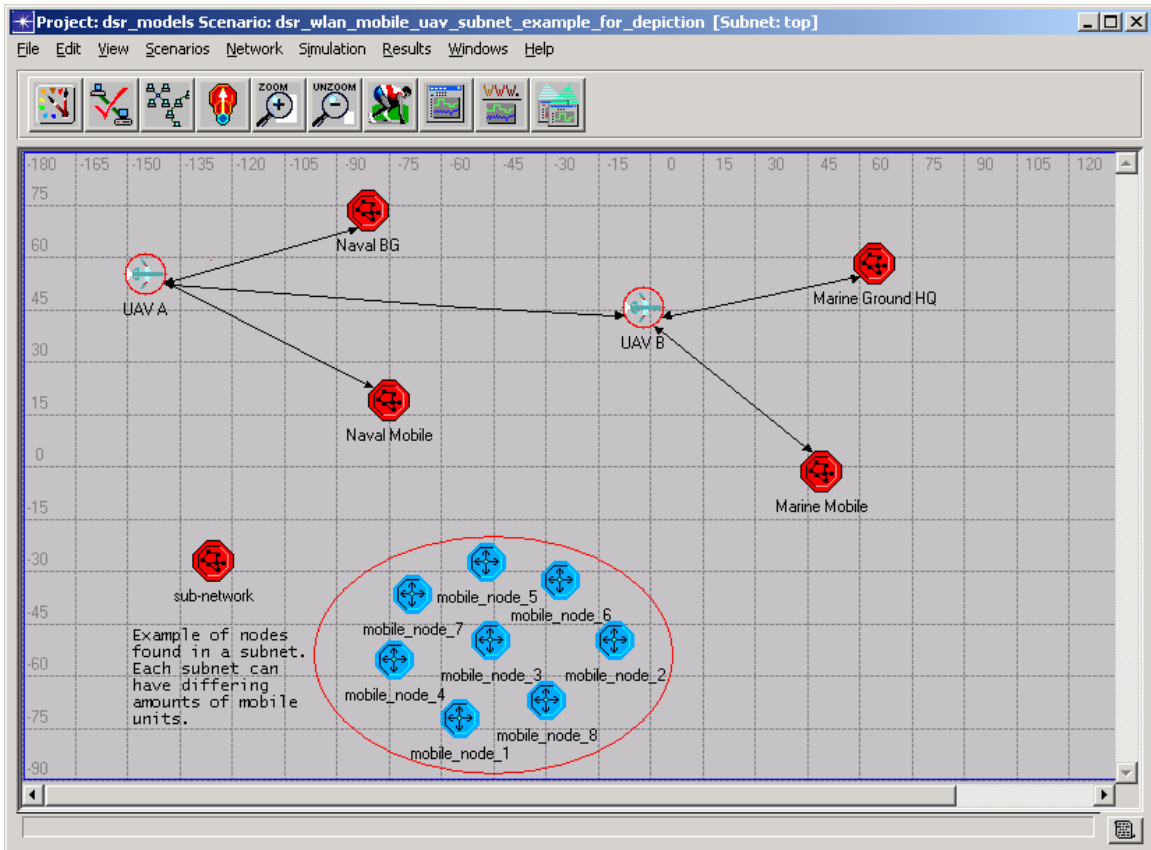 Project: dsr_models Scenario: dsr_wlan_mobile_uav_subnet_example_for_depiction [Subnet: top]
File Edit View Scenarios Network Simulation Results Windows Help
ZOOM UNZOOM
-180 -165 -150 -135 -120 -105 -90 -75 -60 -45 -30 -15 0 15 30 45 60 75 90 105 120
75
60
45
30
15
0
-15
-30
-45
-60
-75
-90
Naval BG
UAV A
Marine Ground HQ
UAV B
Naval Mobile
Marine Mobile
sub-network
Example of nodes
found in a subnet.
Each subnet can
have differing
amounts of mobile
units.
mobile_node_5
mobile_node_6
mobile_node_7
mobile_node_3
mobile_node_2
mobile_node_4
mobile_node_8
mobile_node_1